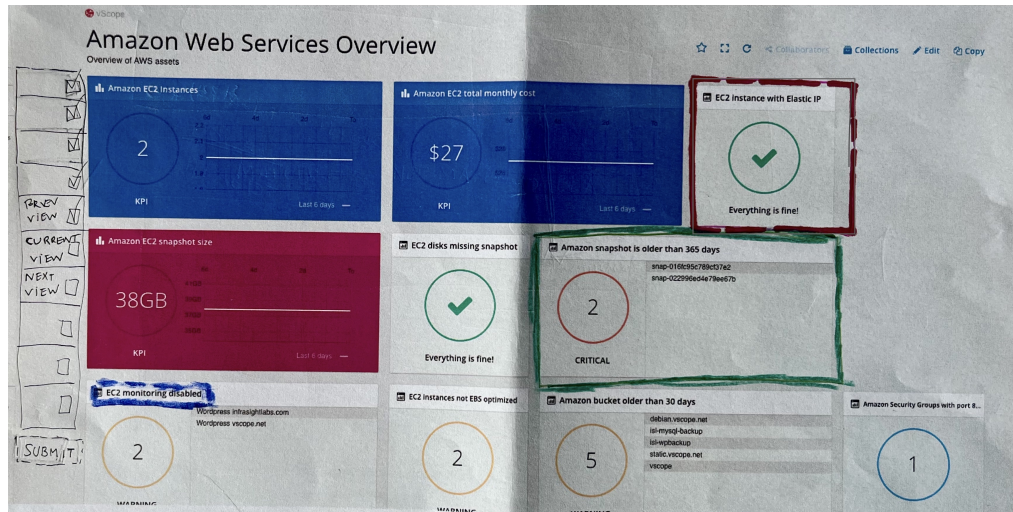 vScope
Amazon Web Services Overview
Overview of AWS assets
Collaborators
Collections
Edit
Copy
Amazon EC2 Instances
2
KPI
Last 6 days
Amazon EC2 total monthly cost
$27
KPI
Last 6 days
EC2 instance with Elastic IP
Everything is fine!
PREV
VIEW
CURRENT
VIEW
NEXT
VIEW
SUBMIT
Amazon EC2 snapshot size
38GB
KPI
Last 6 days
EC2 disks missing snapshot
Everything is fine!
Amazon snapshot is older than 365 days
2
CRITICAL
snap-016fc95c789cf37e2
snap-022996ed4e79ee67b
EC2 monitoring disabled
2
WARNING
Wordpress infrasightlabs.com
Wordpress vscope.net
EC2 instances not EBS optimized
2
WARNING
Amazon bucket older than 30 days
5
WARNING
debian.vscope.net
isl-mysql-backup
isl-wpbackup
static.vscope.net
vscope
Amazon Security Groups with port 8...
1